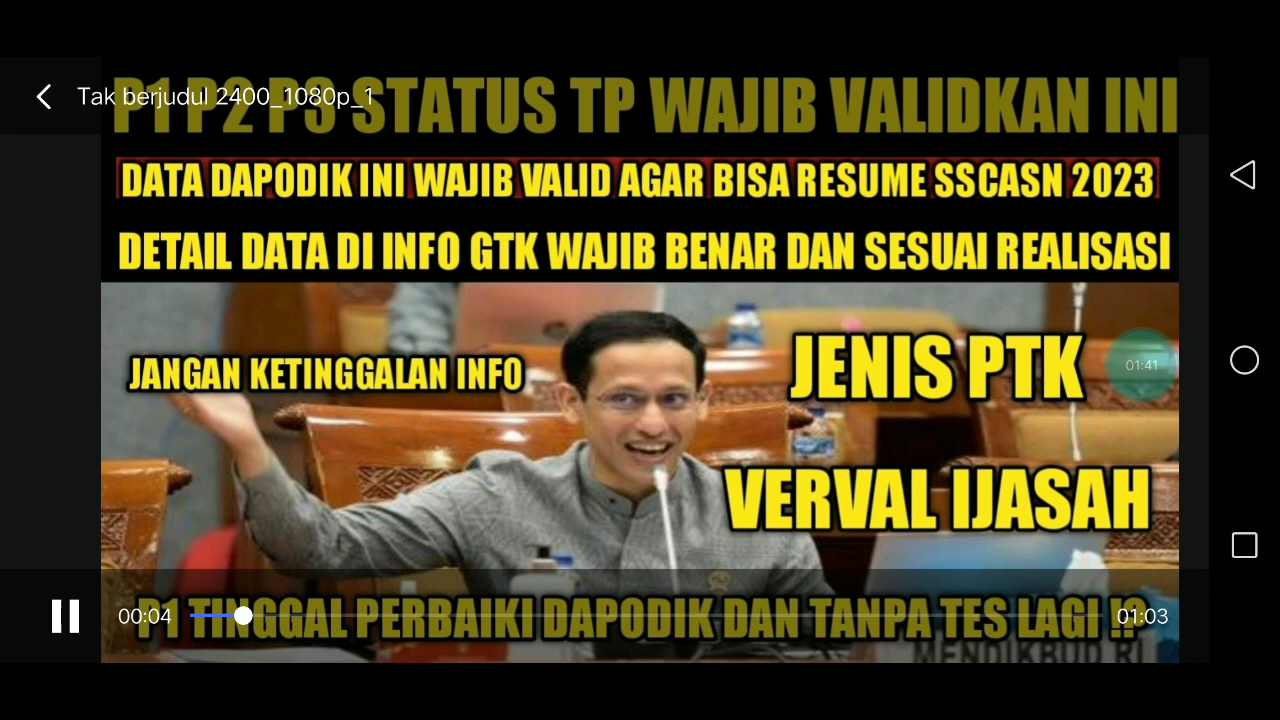 Tak berjudul 2400_1080p_1
P1 P2 P3 STATUS TP WAJIB VALIDKAN INI
DATA DAPODIK INI WAJIB VALID AGAR BISA RESUME SSCASN 2023
DETAIL DATA DI INFO GTK WAJIB BENAR DAN SESUAI REALISASI
JANGAN KETINGGALAN INFO
JENIS PTK
01:41
VERVAL IJASAH
P1 TINGGAL PERBAIKI DAPODIK DAN TANPA TES LAGI !?
00:04
01:03
MENDIKBUD RI